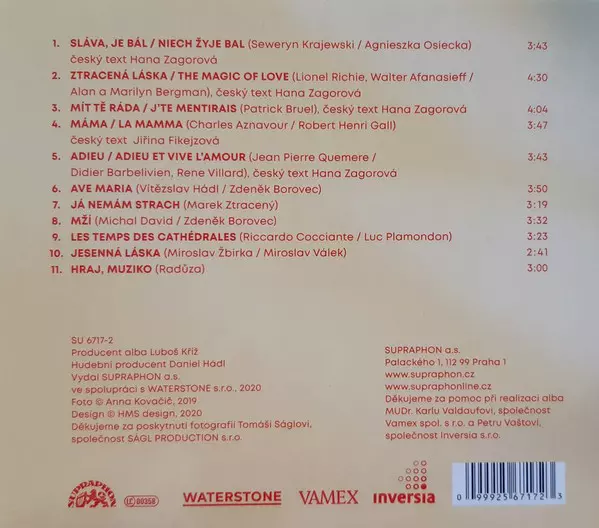 1. SLÁVA, JE BÁL / NIECH ŻYJE BAL (Seweryn Krajewski / Agnieszka Osiecka) 3:43
český text Hana Zagorová
2. ZTRACENÁ LÁSKA / THE MAGIC OF LOVE (Lionel Richie, Walter Afanasieff / 4:30
Alan a Marilyn Bergman), český text Hana Zagorová
3. MÍT TĚ RÁDA / J'TE MENTIRAIS (Patrick Bruel), český text Hana Zagorová 4:04
4. MÁMA / LA MAMMA (Charles Aznavour / Robert Henri Gall) 3:47
český text Jiřina Fikejzová
5. ADIEU / ADIEU ET VIVE L'AMOUR (Jean Pierre Quemere / 3:43
Didier Barbelivien, Rene Villard), český text Hana Zagorová
6. AVE MARIA (Vítězslav Hádl / Zdeněk Borovec) 3:50
7. JÁ NEMÁM STRACH (Marek Ztracený) 3:19
8. MŽÍ (Michal David / Zdeněk Borovec) 3:32
9. LES TEMPS DES CATHÉDRALES (Riccardo Cocciante / Luc Plamondon) 3:23
10. JESENNÁ LÁSKA (Miroslav Žbirka / Miroslav Válek) 2:41
11. HRAJ, MUZIKO (Radůza) 3:00
SU 6717-2
Producent alba Luboš Kříž
Hudební producent Daniel Hádl
Vydal SUPRAPHON a.s.
ve spolupráci s WATERSTONE s.r.o., 2020
Foto © Anna Kovačič, 2019
Design © HMS design, 2020
Děkujeme za poskytnutí fotografií Tomáši Ságlovi,
společnost SÁGL PRODUCTION s.r.o.
SUPRAPHON a.s.
Palackého 1, 112 99 Praha 1
www.supraphon.cz
www.supraphonline.cz
Děkujeme za pomoc při realizaci alba
MUDr. Karlu Valdaufovi, společnost
Vamex spol. s r.o. a Petru Vaštovi,
společnost Inversia s.r.o.
SUPRAPHON
LC 00358
WATERSTONE
VAMEX
inversia
0 99925 67172 3